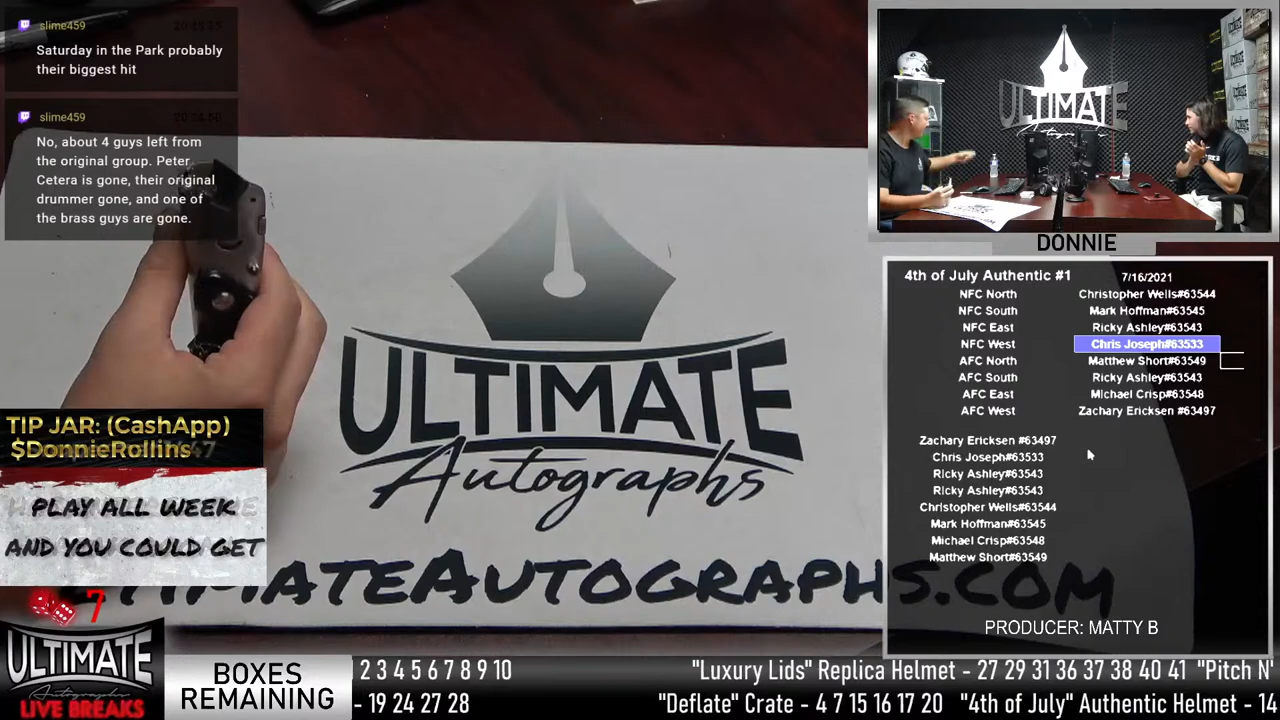 slime459
Saturday in the Park probably
their biggest hit
slime459
No, about 4 guys left from
the original group. Peter
Cetera is gone, their original
drummer gone, and one of
the brass guys are gone.
TIP JAR: (CashApp)
$DonnieRollins
PLAY ALL WEEK
AND YOU COULD GET
7
ULTIMATE
Autographs
LIVE BREAKS
ULTIMATE
Autographs
ULTIMATEAUTOGRAPHS.COM
ULTIMATE
Autographs
DONNIE
4th of July Authentic #1 7/16/2021
NFC North Christopher Wells#63544
NFC South Mark Hoffman#63545
NFC East Ricky Ashley#63543
NFC West Chris Joseph#63533
AFC North Matthew Short#63549
AFC South Ricky Ashley#63543
AFC East Michael Crisp#63548
AFC West Zachary Ericksen #63497
Zachary Ericksen #63497
Chris Joseph#63533
Ricky Ashley#63543
Ricky Ashley#63543
Christopher Wells#63544
Mark Hoffman#63545
Michael Crisp#63548
Matthew Short#63549
PRODUCER: MATTY B
BOXES
REMAINING
2 3 4 5 6 7 8 9 10 "Luxury Lids" Replica Helmet - 27 29 31 36 37 38 40 41 "Pitch N'
- 19 24 27 28 "Deflate" Crate - 4 7 15 16 17 20 "4th of July" Authentic Helmet - 14